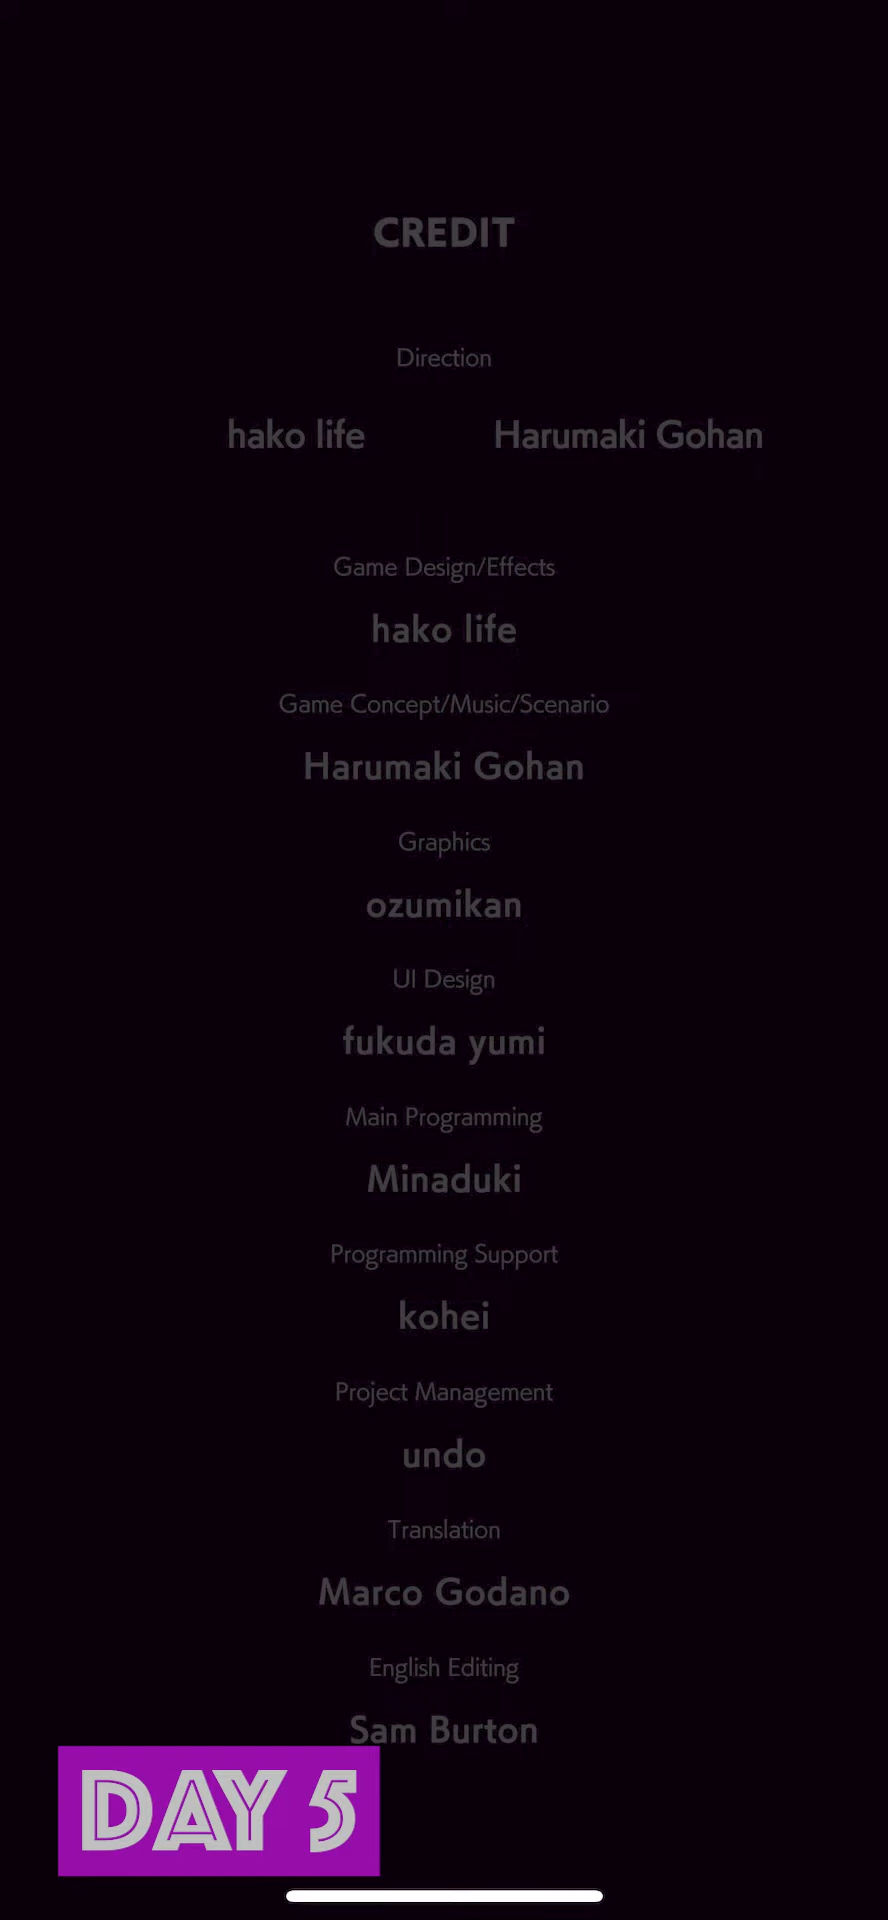 CREDIT
Direction
hako life Harumaki Gohan
Game Design/Effects
hako life
Game Concept/Music/Scenario
Harumaki Gohan
Graphics
ozumikan
UI Design
fukuda yumi
Main Programming
Minaduki
Programming Support
kohei
Project Management
undo
Translation
Marco Godano
English Editing
Sam Burton
DAY 5